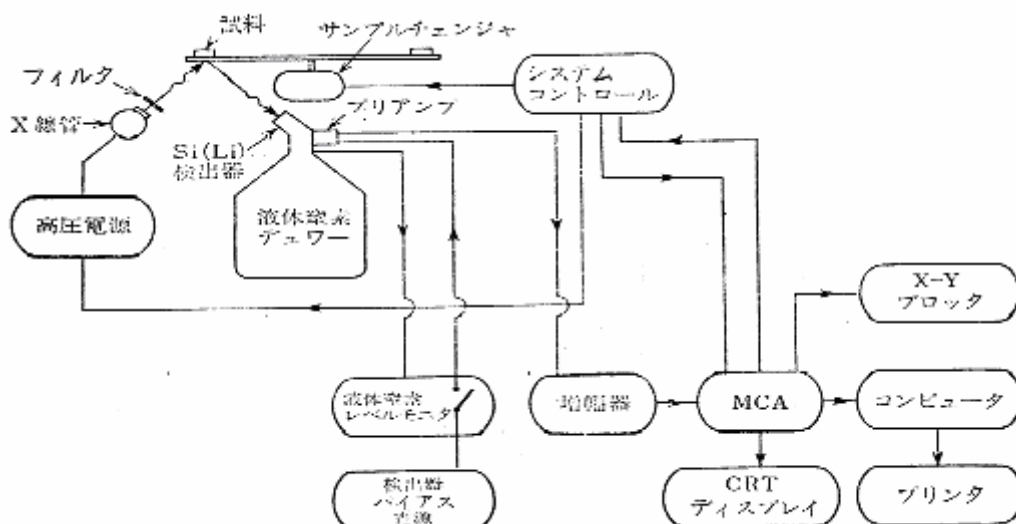 試料
サンプルチェンジャ
フィルタ
X線管
プリアンプ
Si(Li)
検出器
システム
コントロール
高圧電源
液体窒素
デュワー
X-Y
ブロック
液体窒素
レベルモニタ
増幅器
MCA
コンピュータ
検出器
バイアス
電源
CRT
ディスプレイ
プリンタ